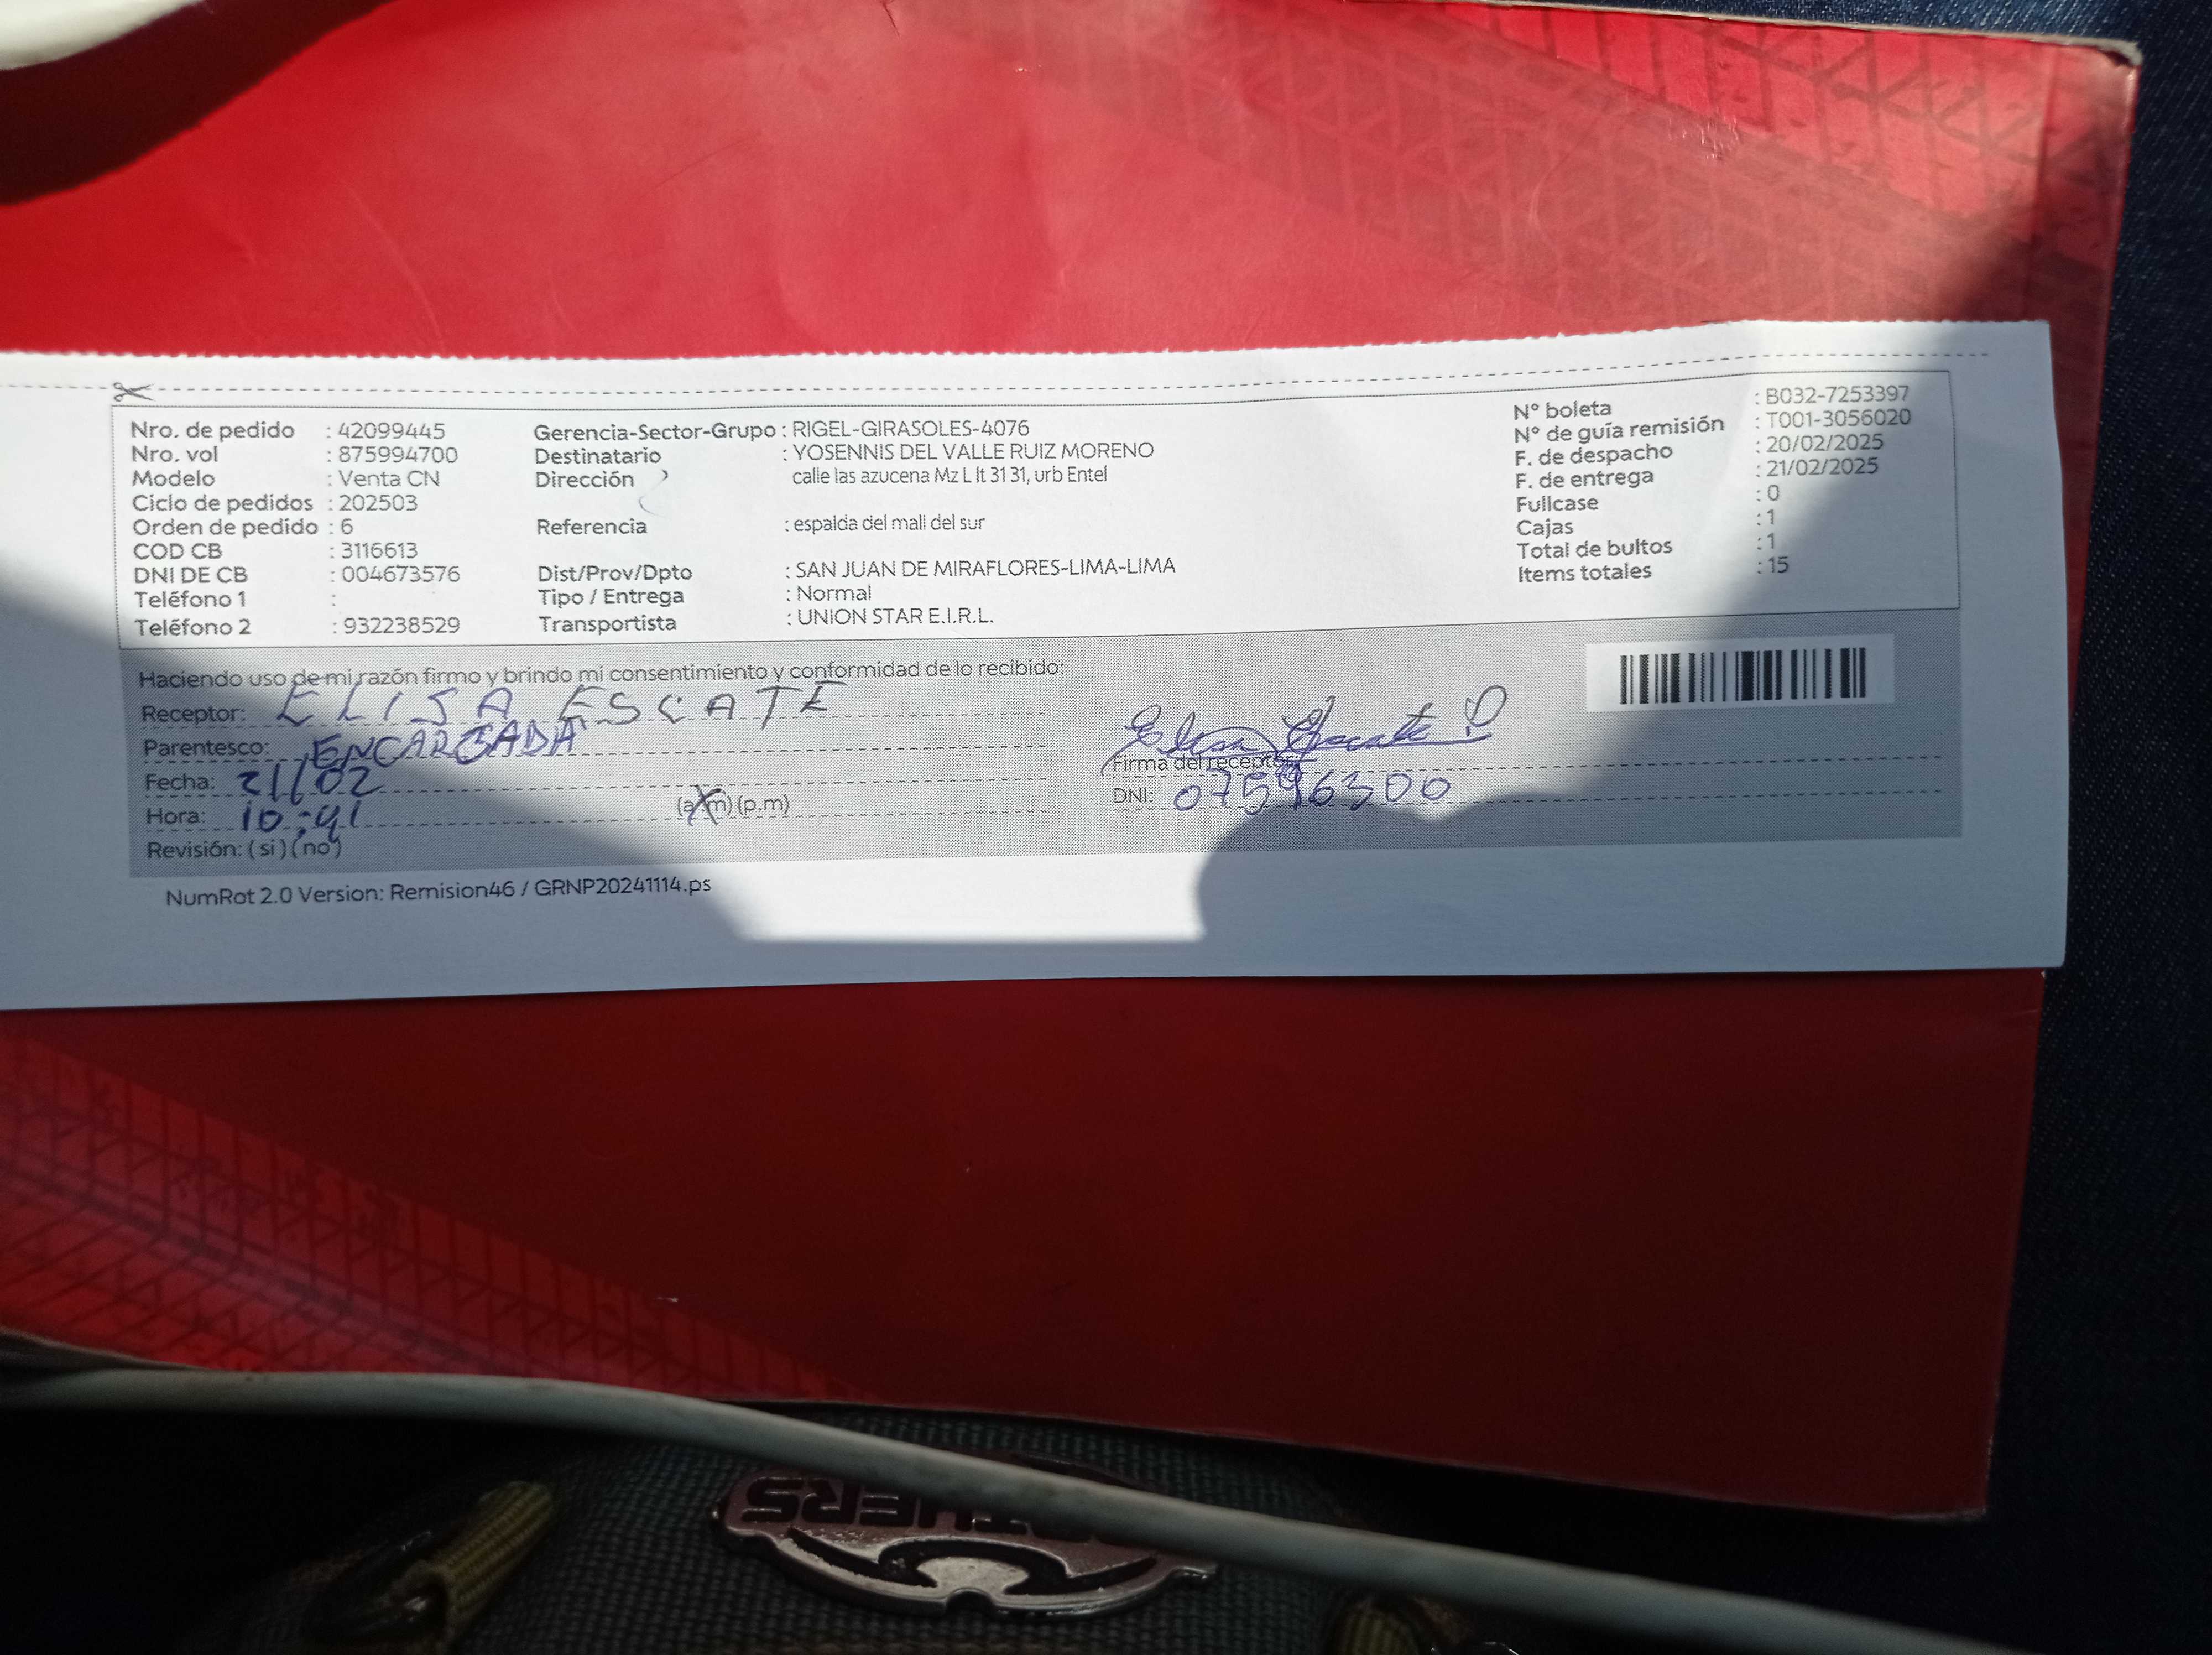 Nro. de pedido : 42099445
Nro. vol : 875994700
Modelo : Venta CN
Ciclo de pedidos : 202503
Orden de pedido : 6
COD CB : 3116613
DNI DE CB : 004673576
Teléfono 1 :
Teléfono 2 : 932238529
Gerencia-Sector-Grupo : RIGEL-GIRASOLES-4076
Destinatario : YOSENNIS DEL VALLE RUIZ MORENO
Dirección calle las azucena Mz L lt 31 31, urb Entel
Referencia : espalda del mall del sur
Dist/Prov/Dpto : SAN JUAN DE MIRAFLORES-LIMA-LIMA
Tipo / Entrega : Normal
Transportista : UNION STAR E.I.R.L.
N° boleta : B032-7253397
N° de guía remisión : T001-3056020
F. de despacho : 20/02/2025
F. de entrega : 21/02/2025
Fullcase : 0
Cajas : 1
Total de bultos : 1
Items totales : 15
Haciendo uso de mi razón firmo y brindo mi consentimiento y conformidad de lo recibido:
Receptor: ELISA ESCATE
Parentesco: ENCARGADA
Fecha: 21/02
Hora: 10:41 (a.m) (p.m)
Revisión: (si) (no)
Elisa Escate P
Firma del receptor
DNI:
NumRot 2.0 Version: Remision46 / GRNP20241114.ps